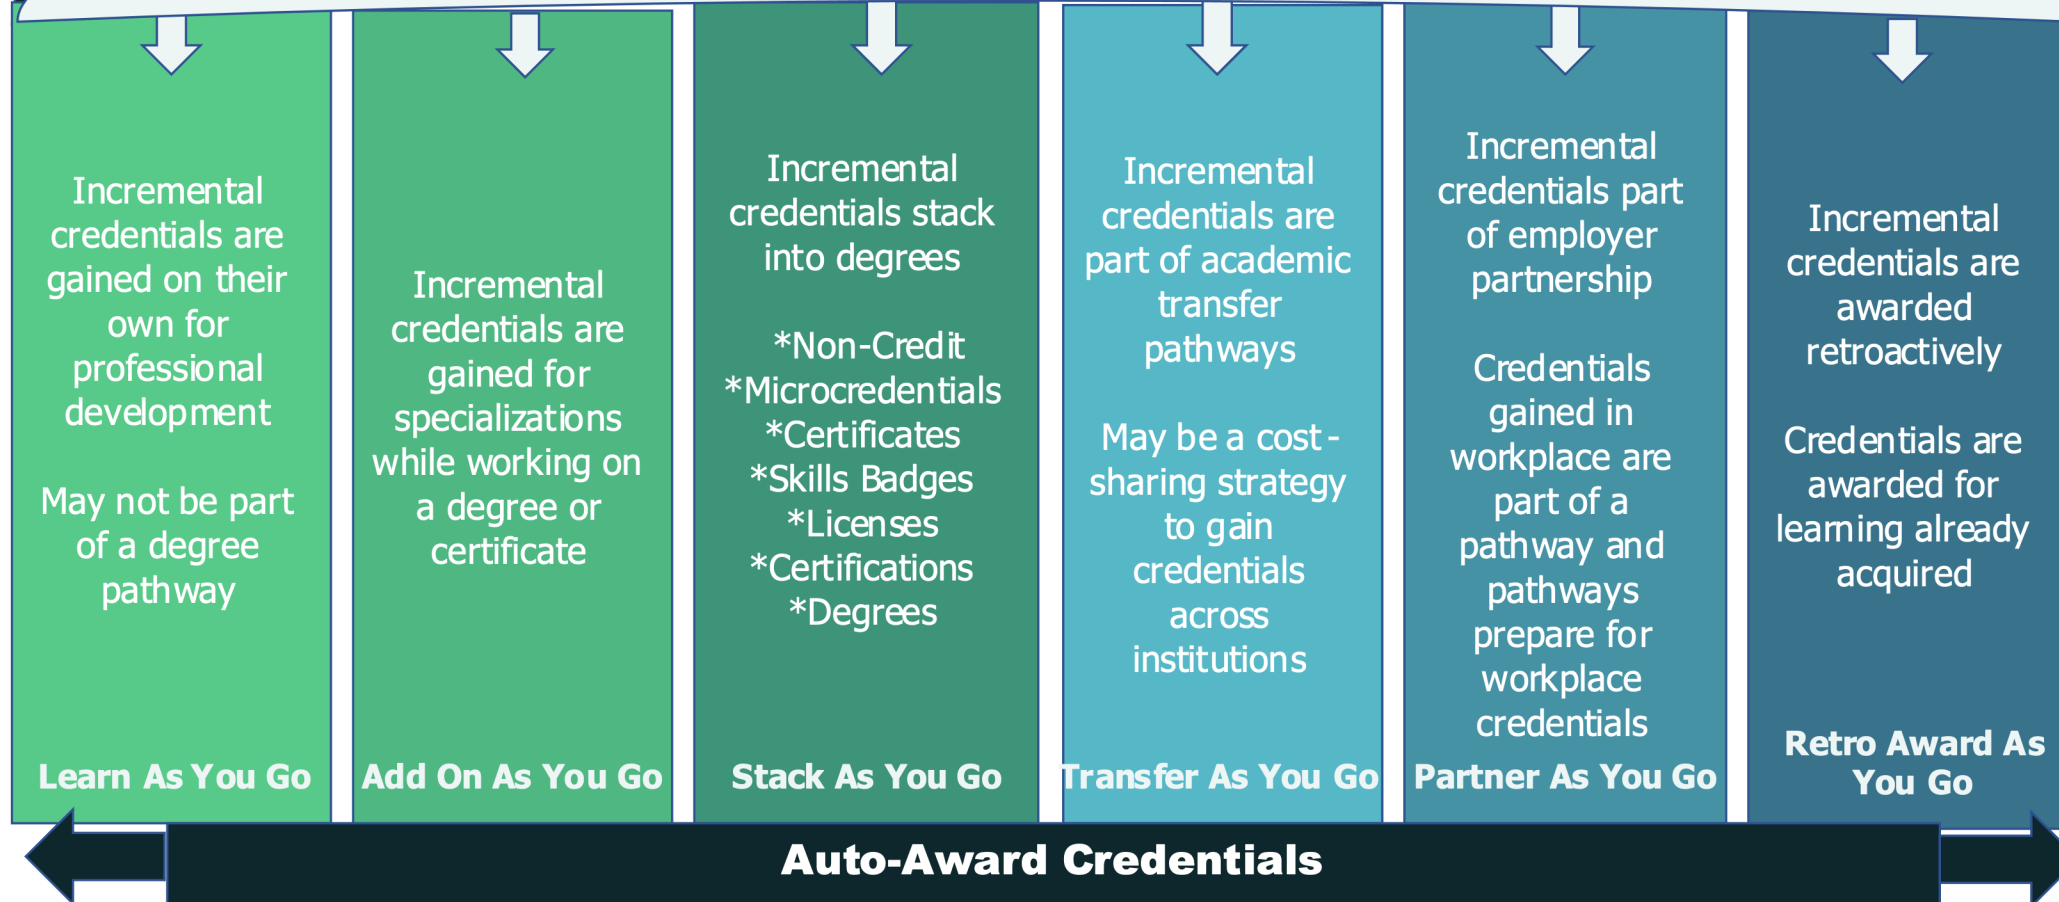 Incremental
credentials are
gained on their
own for
professional
development
May not be part
of a degree
pathway
Learn As You Go
Incremental
credentials are
gained for
specializations
while working on
a degree or
certificate
Add On As You Go
Incremental
credentials stack
into degrees
*Non-Credit
*Microcredentials
*Certificates
*Skills Badges
*Licenses
*Certifications
*Degrees
Stack As You Go
Incremental
credentials are
part of academic
transfer
pathways
May be a cost-
sharing strategy
to gain
credentials
across
institutions
Transfer As You Go
Incremental
credentials part
of employer
partnership
Credentials
gained in
workplace are
part of a
pathway and
pathways
prepare for
workplace
credentials
Partner As You Go
Incremental
credentials are
awarded
retroactively
Credentials are
awarded for
learning already
acquired
Retro Award As
You Go
Auto-Award Credentials